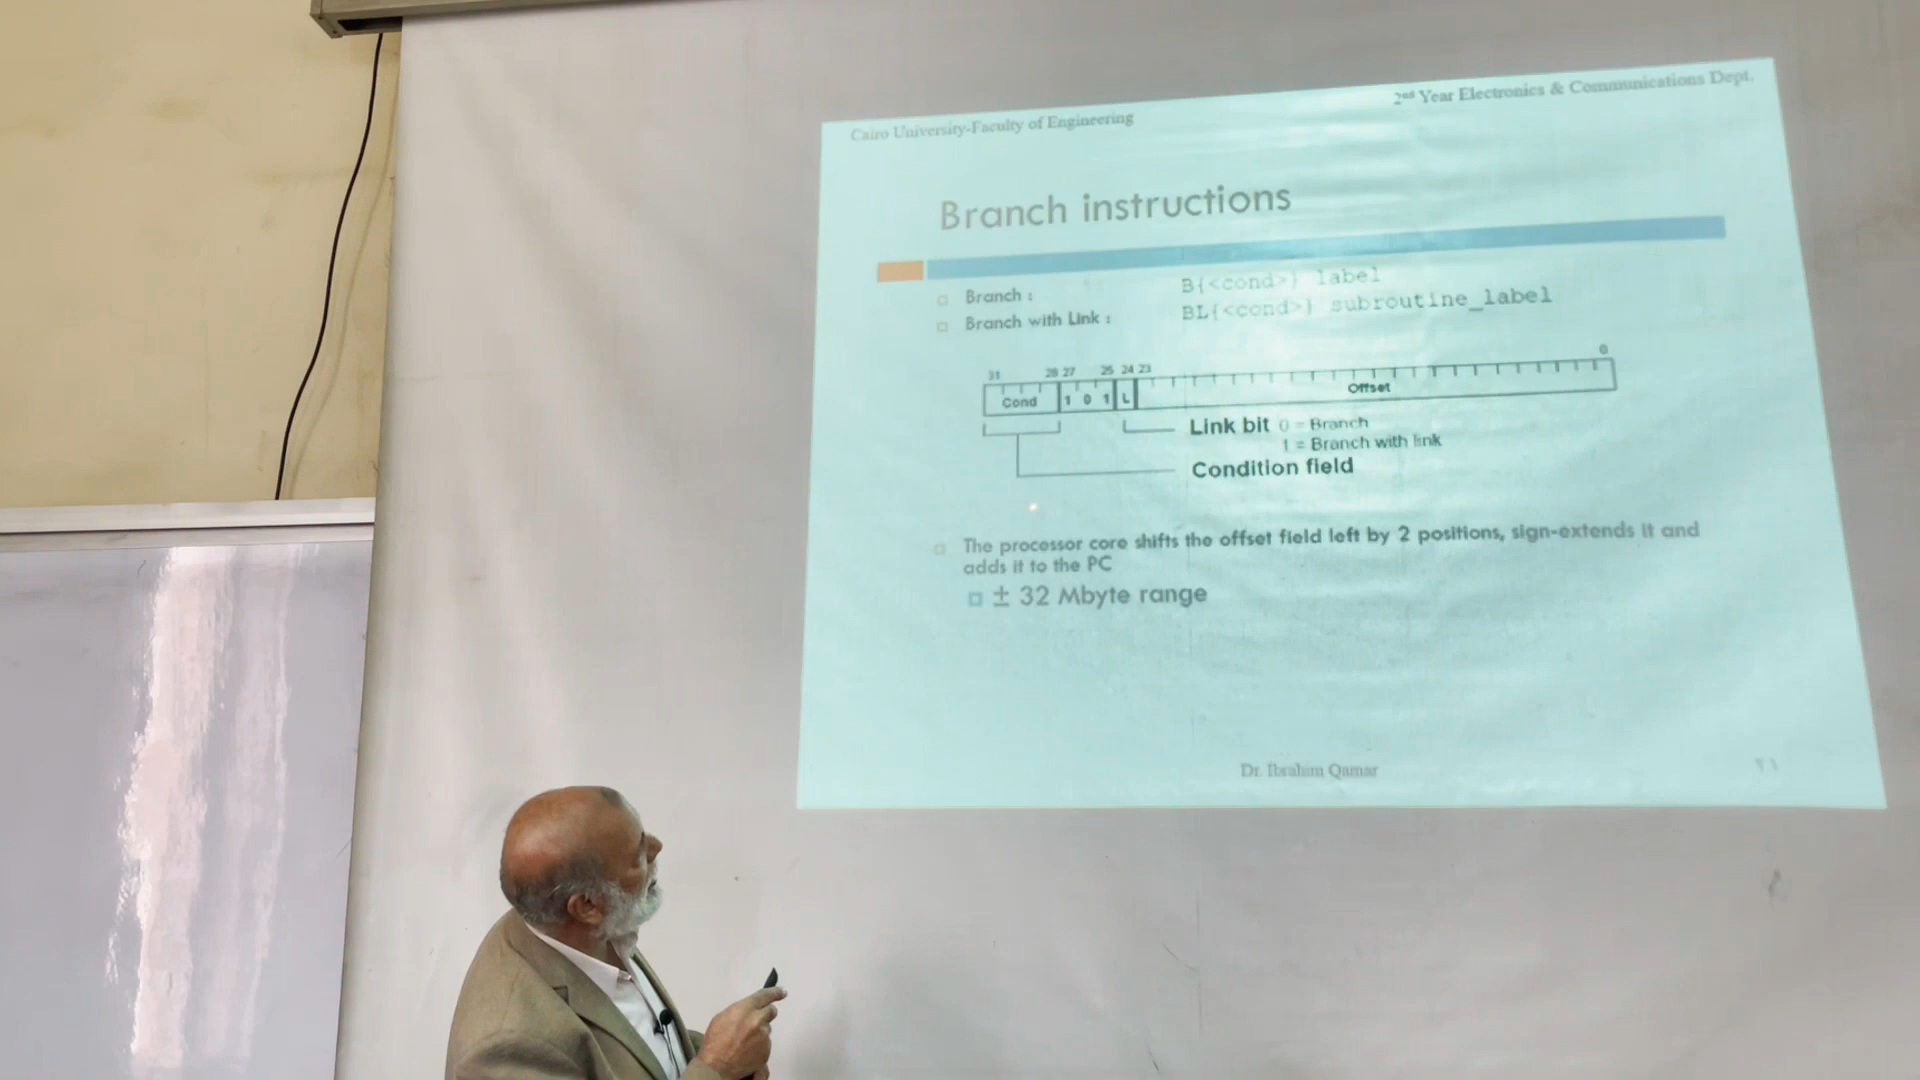 Cairo University-Faculty of Engineering
2nd Year Electronics & Communications Dept.
Branch instructions
Branch : B{<cond>} label
Branch with Link : BL{<cond>} subroutine_label
31 28 27 25 24 23 0
Cond 1 0 1 L Offset
Link bit 0 = Branch
1 = Branch with link
Condition field
The processor core shifts the offset field left by 2 positions, sign-extends it and
adds it to the PC
± 32 Mbyte range
Dr. Ibrahim Qamar